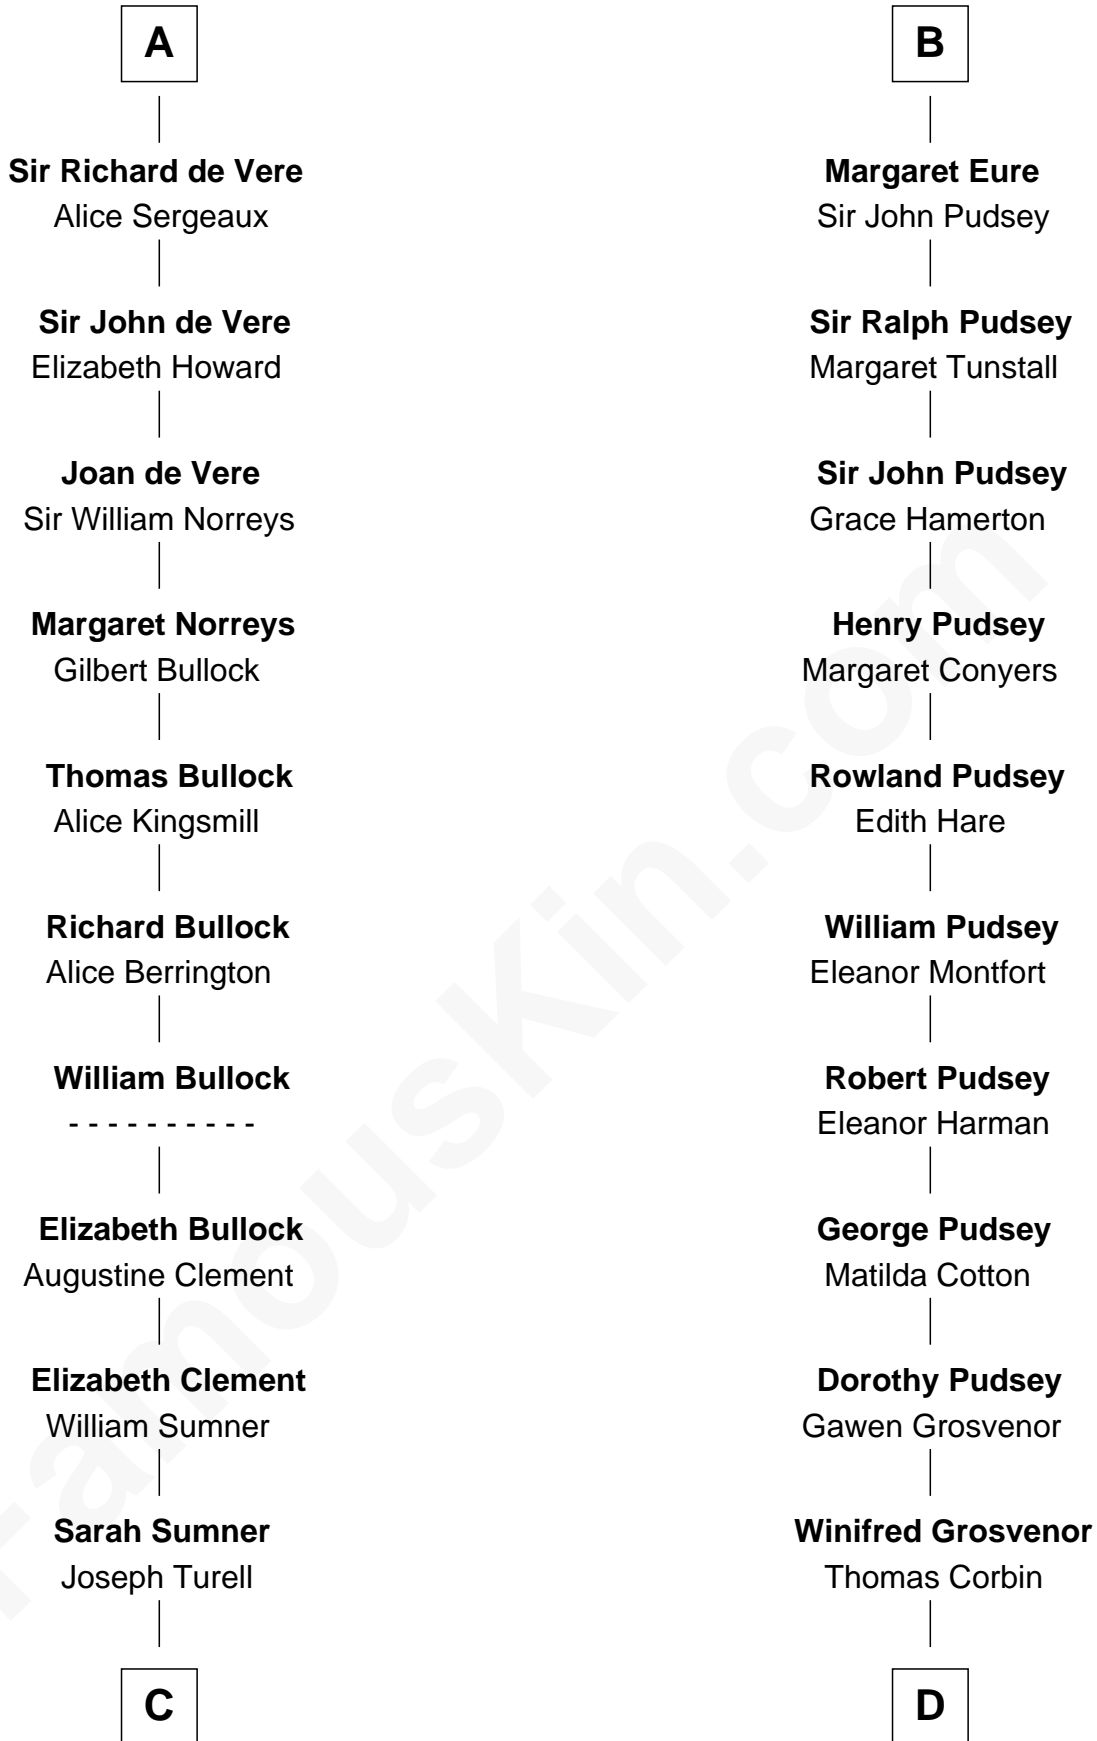 A
Sir Richard de Vere
Alice Sergeaux
Sir John de Vere
Elizabeth Howard
Joan de Vere
Sir William Norreys
Margaret Norreys
Gilbert Bullock
Thomas Bullock
Alice Kingsmill
Richard Bullock
Alice Berrington
William Bullock
- - - - - - - - - -
Elizabeth Bullock
Augustine Clement
Elizabeth Clement
William Sumner
Sarah Sumner
Joseph Turell
C
B
Margaret Eure
Sir John Pudsey
Sir Ralph Pudsey
Margaret Tunstall
Sir John Pudsey
Grace Hamerton
Henry Pudsey
Margaret Conyers
Rowland Pudsey
Edith Hare
William Pudsey
Eleanor Montfort
Robert Pudsey
Eleanor Harman
George Pudsey
Matilda Cotton
Dorothy Pudsey
Gawen Grosvenor
Winifred Grosvenor
Thomas Corbin
D
FamousKin.com